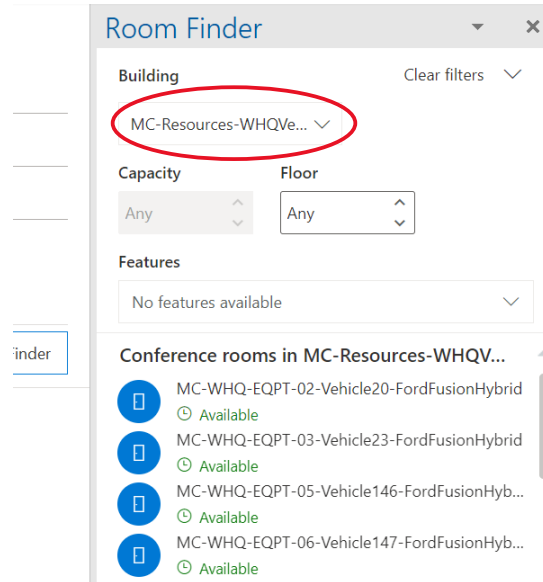 Room Finder
Building
Clear filters
MC-Resources-WHQVe...
Capacity
Floor
Any
Any
Features
No features available
inder
Conference rooms in MC-Resources-WHQV...
MC-WHQ-EQPT-02-Vehicle20-FordFusionHybrid
Available
MC-WHQ-EQPT-03-Vehicle23-FordFusionHybrid
Available
MC-WHQ-EQPT-05-Vehicle146-FordFusionHyb...
Available
MC-WHQ-EQPT-06-Vehicle147-FordFusionHyb...
Available